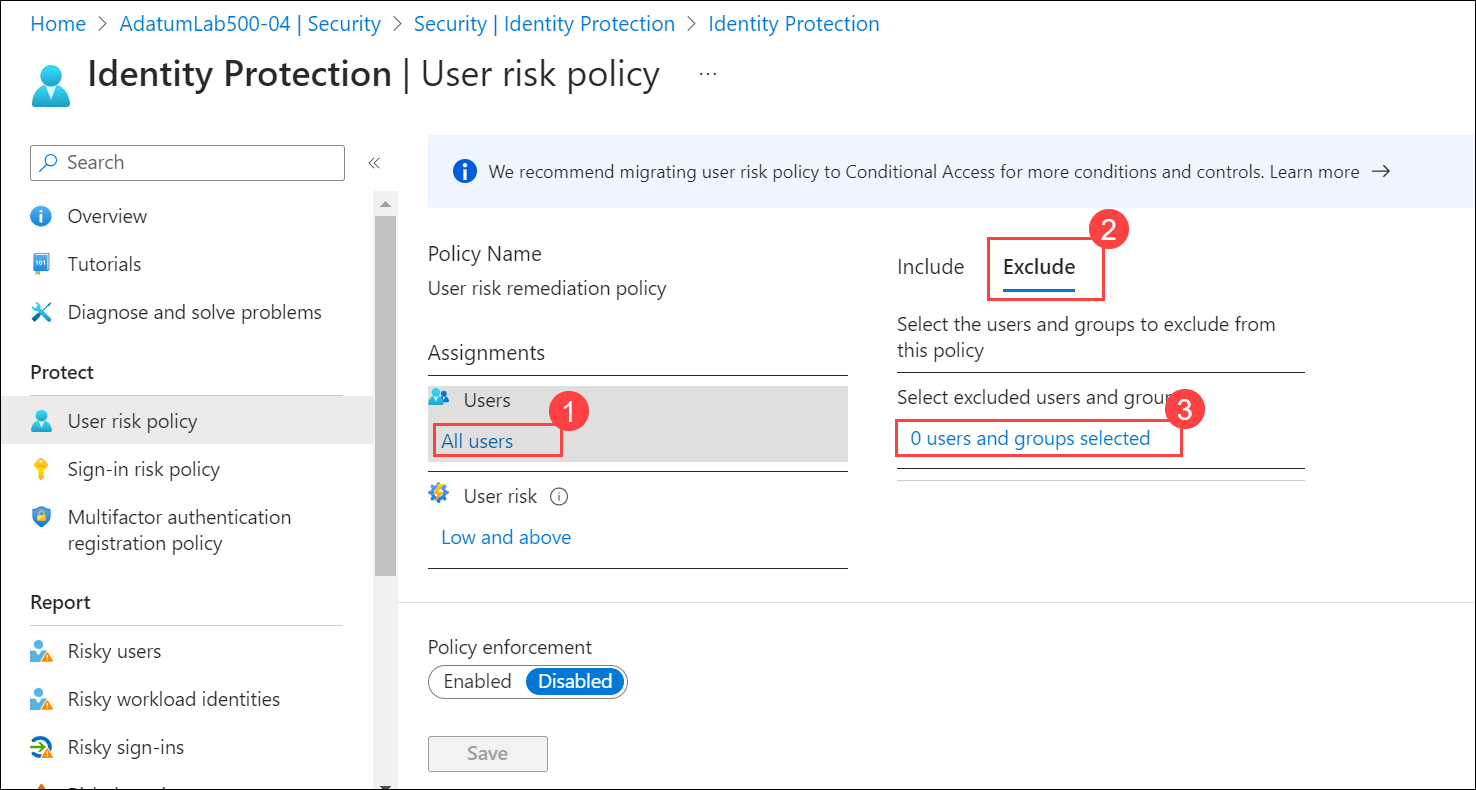 Home > AdatumLab500-04 | Security > Security | Identity Protection > Identity Protection
Identity Protection | User risk policy ...
Search «
Overview
Tutorials
Diagnose and solve problems
Protect
User risk policy
Sign-in risk policy
Multifactor authentication
registration policy
Report
Risky users
Risky workload identities
Risky sign-ins
We recommend migrating user risk policy to Conditional Access for more conditions and controls. Learn more →
Policy Name
User risk remediation policy
Assignments
Users
1
All users
User risk
Low and above
2
Include Exclude
Select the users and groups to exclude from
this policy
Select excluded users and group
3
0 users and groups selected
Policy enforcement
Enabled Disabled
Save